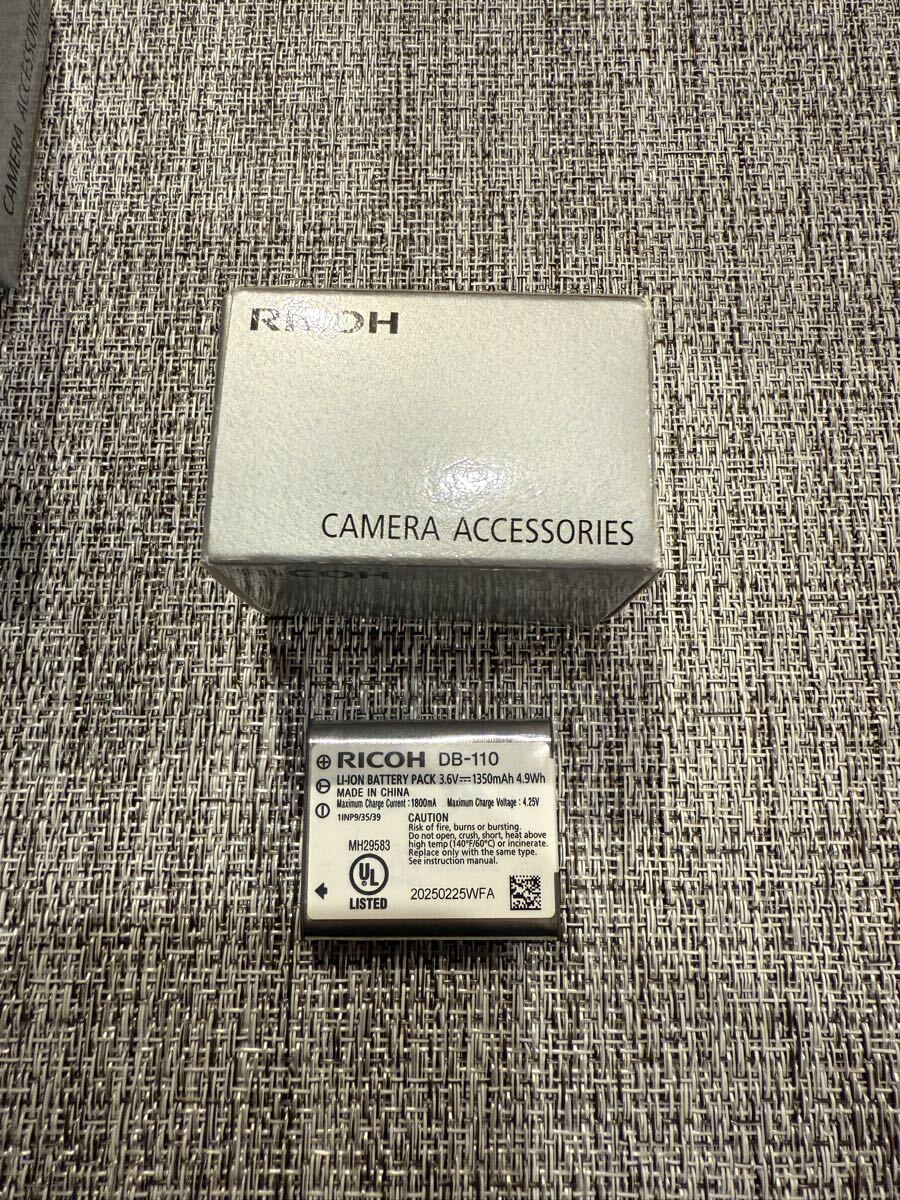 CAMERA ACCESSORIES
RICOH
CAMERA ACCESSORIES
RICOH DB-110
LI-ION BATTERY PACK 3.6V⎓1350mAh 4.9Wh
MADE IN CHINA
Maximum Charge Current : 1800mA Maximum Charge Voltage : 4.25V
1INP9/35/39
CAUTION
Risk of fire, burns or bursting.
Do not open, crush, short, heat above
high temp (140°F/60°C) or incinerate.
Replace only with the same type.
See instruction manual.
MH29583
UL
LISTED
20250225WFA